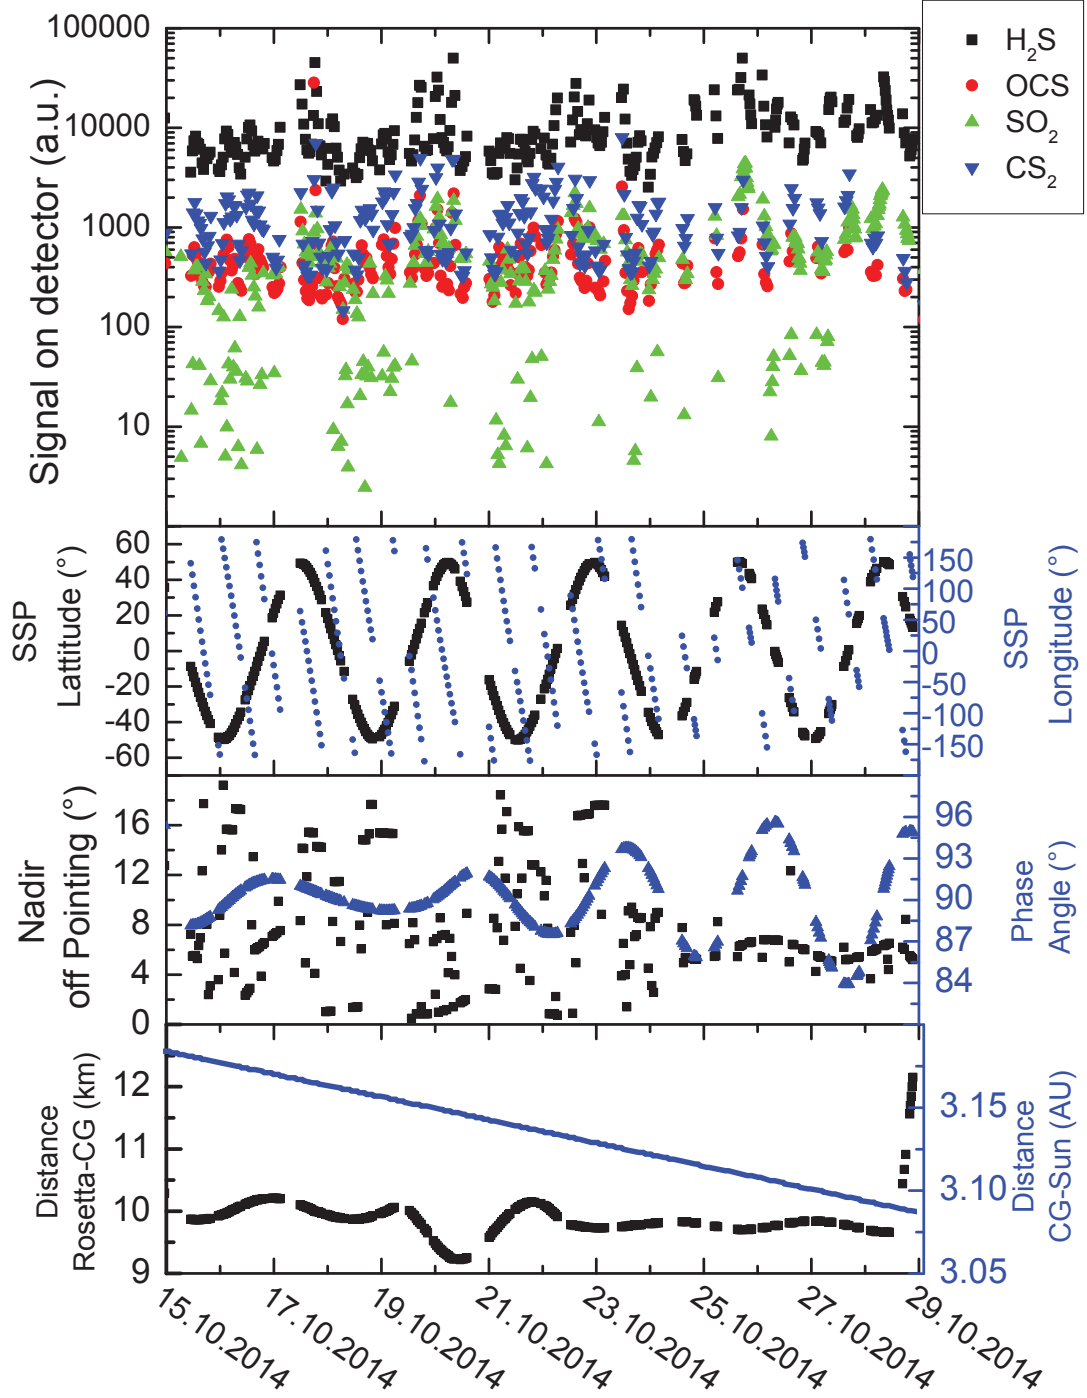 100000
10000
1000
100
10
Signal on detector (a.u.)
H₂S
OCS
SO₂
CS₂
60
40
20
0
-20
-40
-60
SSP
Lattitude (°)
150
100
50
0
-50
-100
-150
SSP
Longitude (°)
16
12
8
4
0
Nadir
off Pointing (°)
96
93
90
87
84
Phase
Angle (°)
12
11
10
9
Distance
Rosetta-CG (km)
3.15
3.10
3.05
Distance
CG-Sun (AU)
15.10.2014
17.10.2014
19.10.2014
21.10.2014
23.10.2014
25.10.2014
27.10.2014
29.10.2014